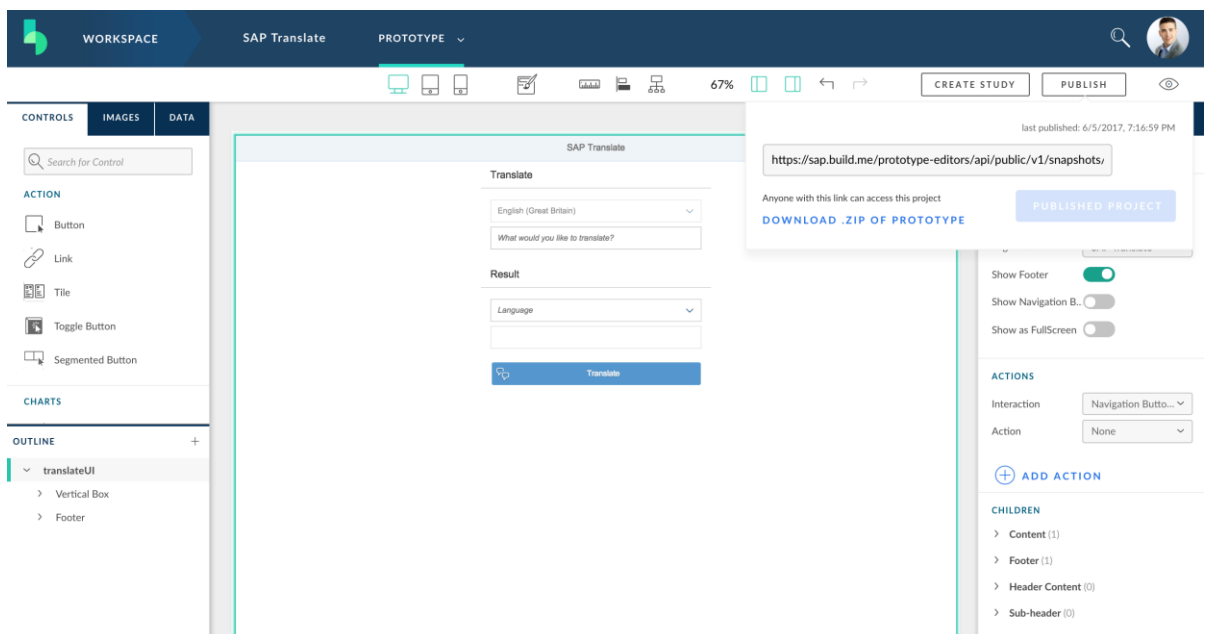 WORKSPACE
SAP Translate
PROTOTYPE
67%
CREATE STUDY
PUBLISH
CONTROLS
IMAGES
DATA
Search for Control
ACTION
Button
Link
Tile
Toggle Button
Segmented Button
CHARTS
OUTLINE
+
translateUI
Vertical Box
Footer
SAP Translate
Translate
English (Great Britain)
What would you like to translate?
Result
Language
Translate
last published: 6/5/2017, 7:16:59 PM
https://sap.build.me/prototype-editors/api/public/v1/snapshots/
Anyone with this link can access this project
PUBLISHED PROJECT
DOWNLOAD .ZIP OF PROTOTYPE
Show Footer
Show Navigation B..
Show as FullScreen
ACTIONS
Interaction
Navigation Butto...
Action
None
ADD ACTION
CHILDREN
Content (1)
Footer (1)
Header Content (0)
Sub-header (0)